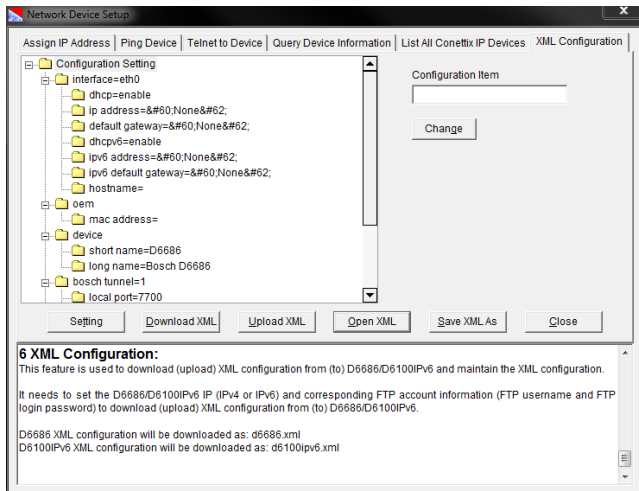 Network Device Setup
x
Assign IP Address
Ping Device
Telnet to Device
Query Device Information
List All Conettix IP Devices
XML Configuration
Configuration Setting
interface=eth0
dhcp=enable
ip address=&#60;None&#62;
default gateway=&#60;None&#62;
dhcpv6=enable
ipv6 address=&#60;None&#62;
ipv6 default gateway=&#60;None&#62;
hostname=
oem
mac address=
device
short name=D6686
long name=Bosch D6686
bosch tunnel=1
local port=7700
Configuration Item
Change
Setting
Download XML
Upload XML
Open XML
Save XML As
Close
6 XML Configuration:
This feature is used to download (upload) XML configuration from (to) D6686/D6100IPv6 and maintain the XML configuration.
It needs to set the D6686/D6100IPv6 IP (IPv4 or IPv6) and corresponding FTP account information (FTP username and FTP
login password) to download (upload) XML configuration from (to) D6686/D6100IPv6.
D6686 XML configuration will be downloaded as: d6686.xml
D6100IPv6 XML configuration will be downloaded as: d6100ipv6.xml